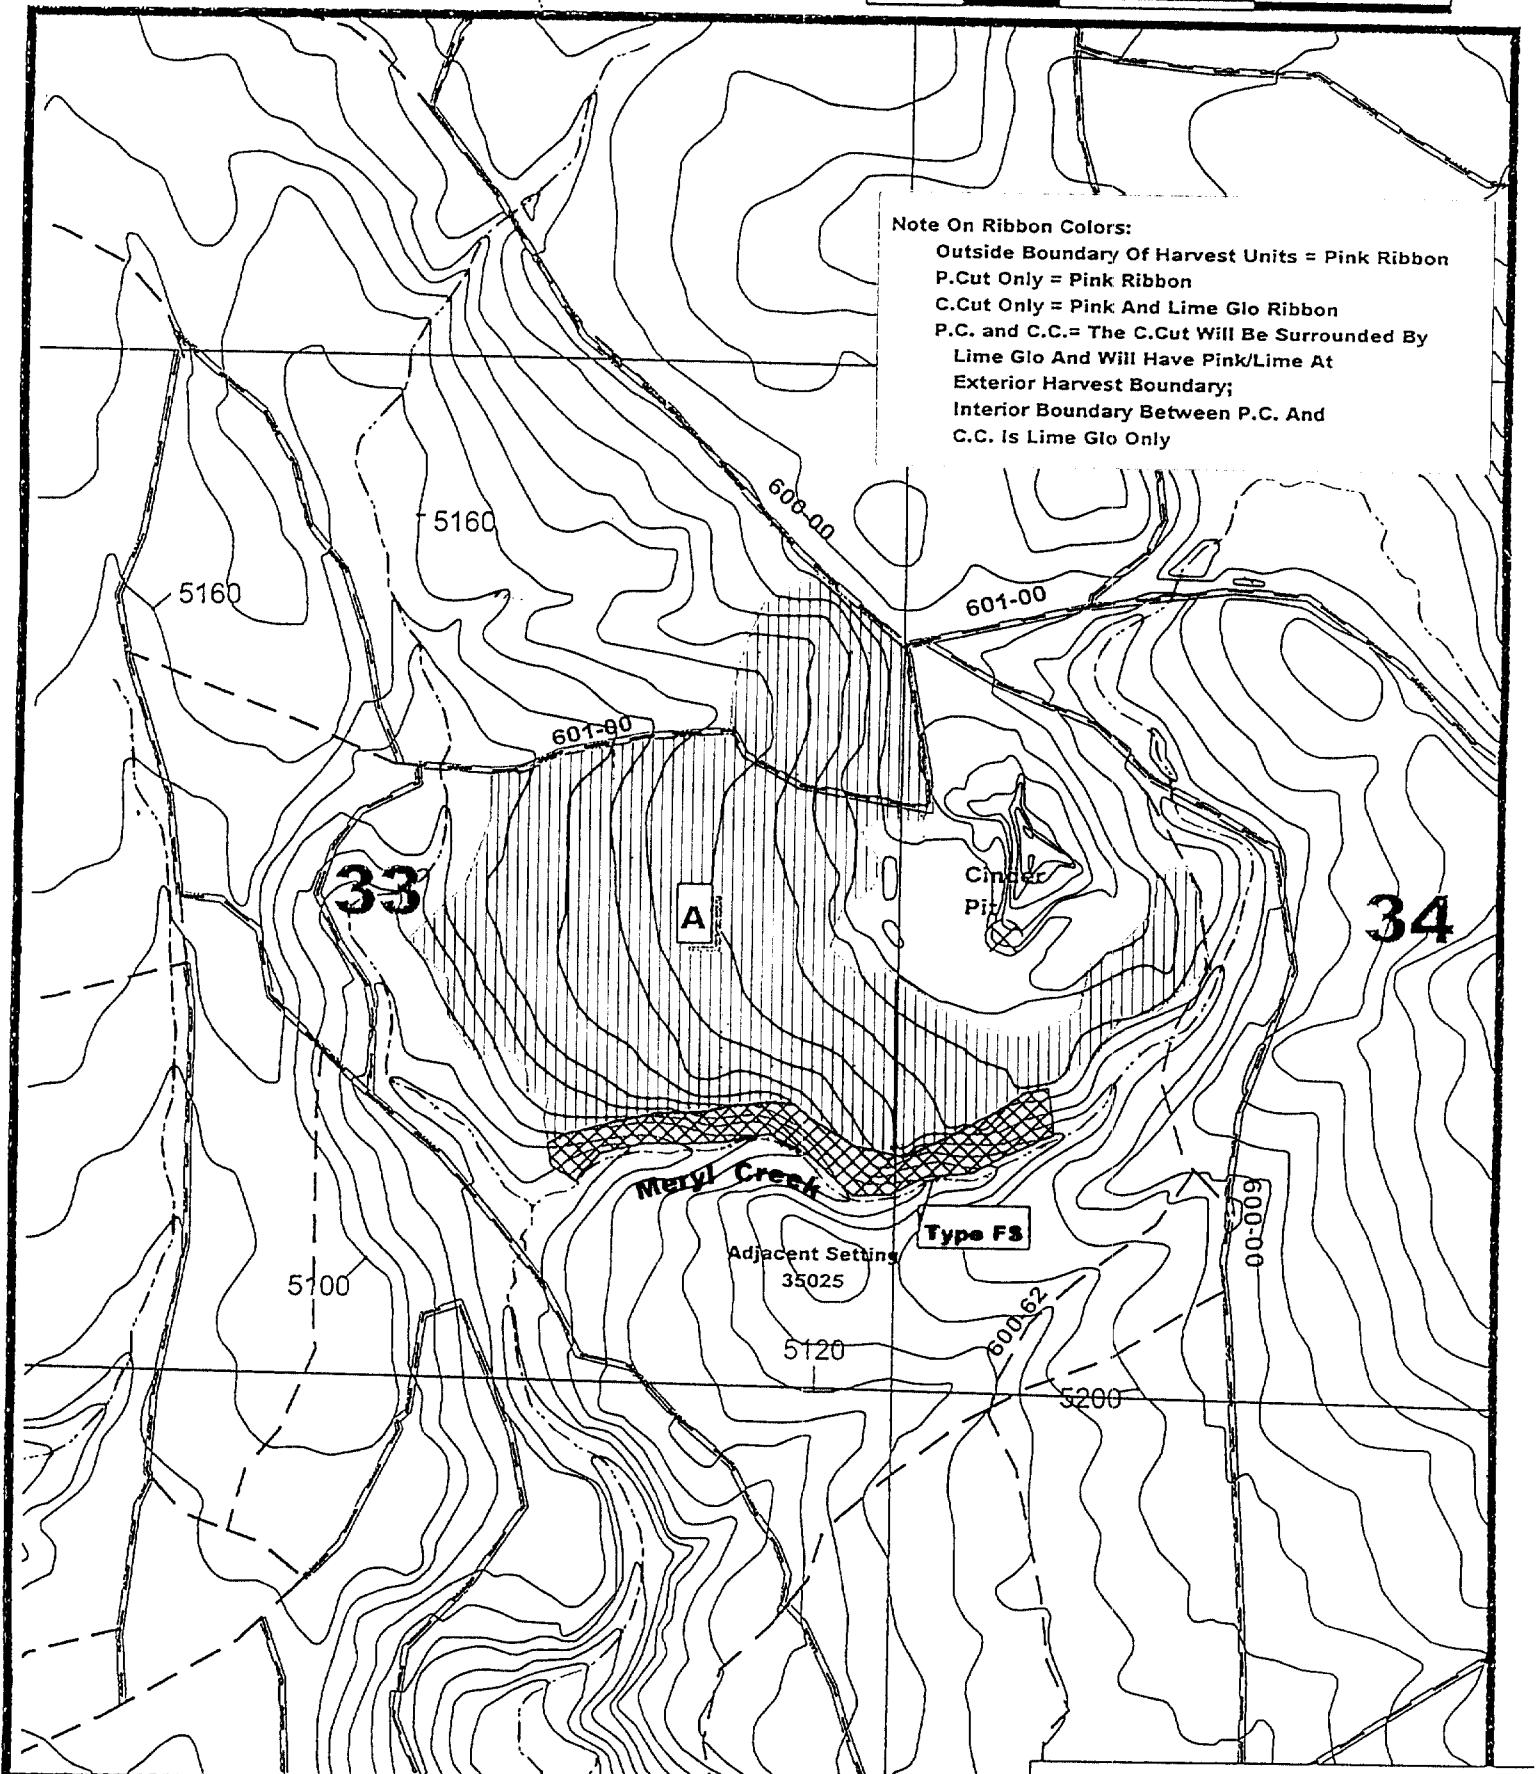 Note On Ribbon Colors:
Outside Boundary Of Harvest Units = Pink Ribbon
P.Cut Only = Pink Ribbon
C.Cut Only = Pink And Lime Glo Ribbon
P.C. and C.C.= The C.Cut Will Be Surrounded By
Lime Glo And Will Have Pink/Lime At
Exterior Harvest Boundary;
Interior Boundary Between P.C. And
C.C. Is Lime Glo Only
600-00
5160
5160
601-00
601-00
33
A
Cinder
Pit
34
Meryl Creek
Type FS
600-00
Adjacent Setting
35025
5100
600-62
5120
5200